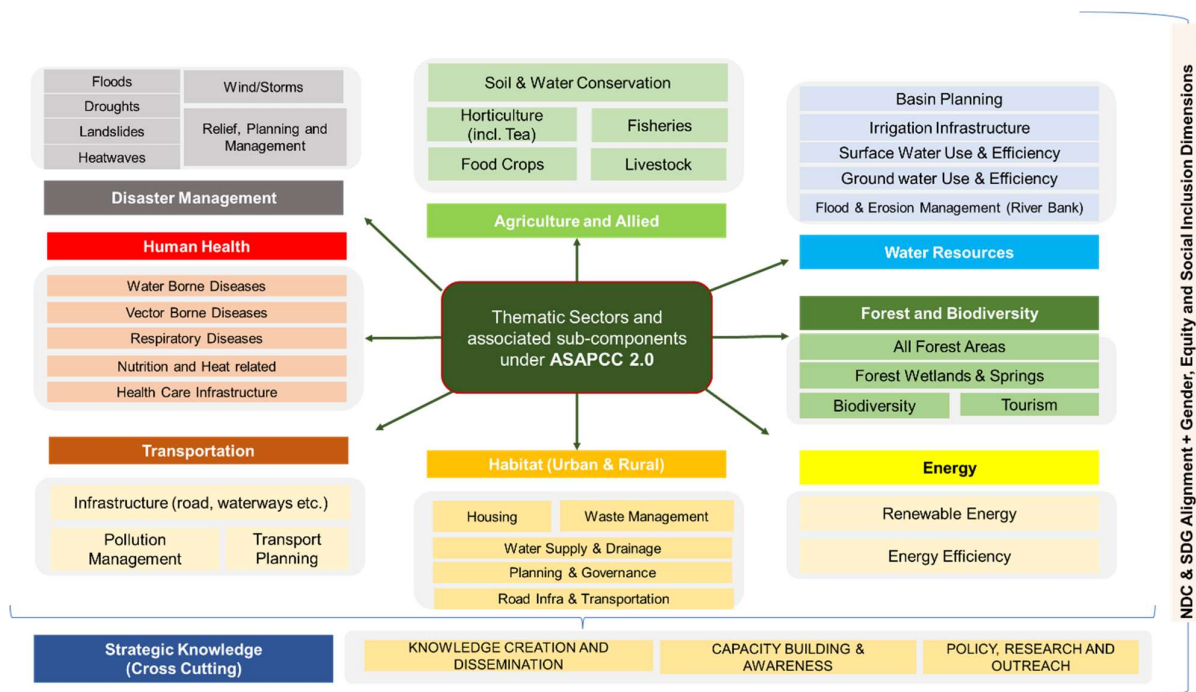 Floods
Droughts
Landslides
Heatwaves
Wind/Storms
Relief, Planning and
Management
Disaster Management
Soil & Water Conservation
Horticulture
(incl. Tea)
Fisheries
Food Crops
Livestock
Agriculture and Allied
Basin Planning
Irrigation Infrastructure
Surface Water Use & Efficiency
Ground water Use & Efficiency
Flood & Erosion Management (River Bank)
Water Resources
Human Health
Water Borne Diseases
Vector Borne Diseases
Respiratory Diseases
Nutrition and Heat related
Health Care Infrastructure
Thematic Sectors and
associated sub-components
under ASAPCC 2.0
Forest and Biodiversity
All Forest Areas
Forest Wetlands & Springs
Biodiversity
Tourism
Transportation
Infrastructure (road, waterways etc.)
Pollution
Management
Transport
Planning
Habitat (Urban & Rural)
Housing
Waste Management
Water Supply & Drainage
Planning & Governance
Road Infra & Transportation
Energy
Renewable Energy
Energy Efficiency
Strategic Knowledge
(Cross Cutting)
KNOWLEDGE CREATION AND
DISSEMINATION
CAPACITY BUILDING &
AWARENESS
POLICY, RESEARCH AND
OUTREACH
NDC & SDG Alignment + Gender, Equity and Social Inclusion Dimensions